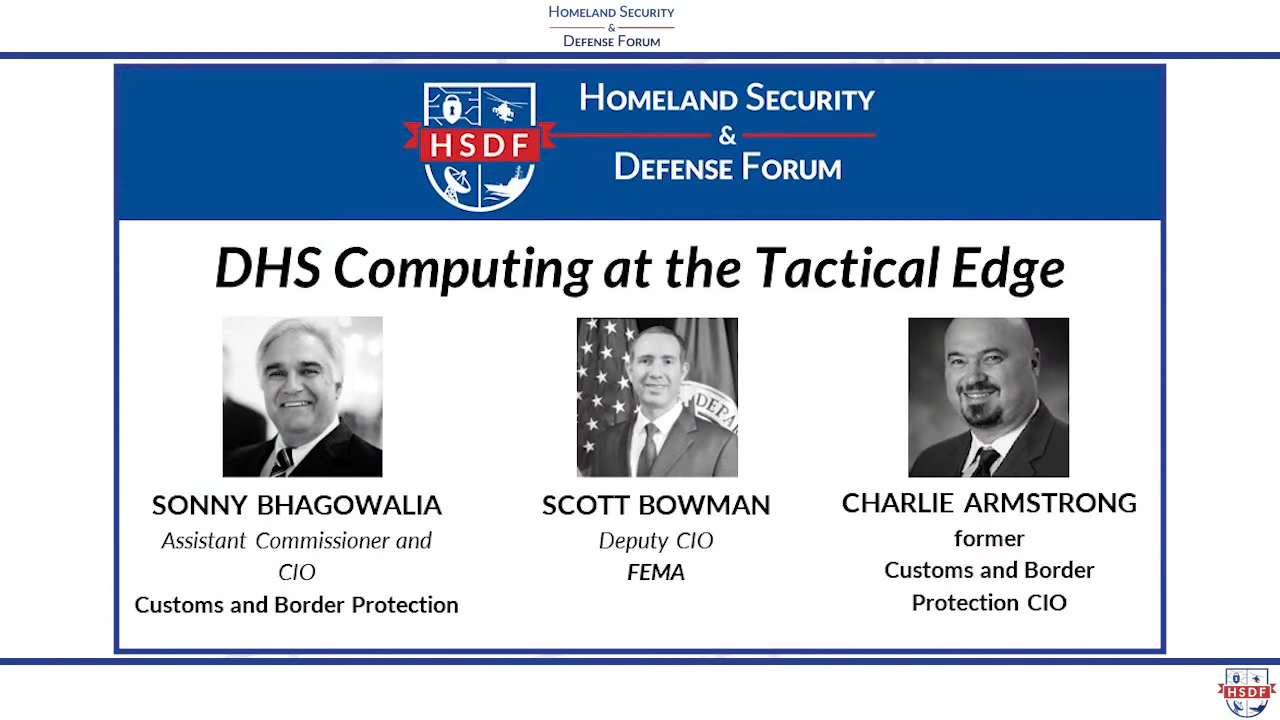 HOMELAND SECURITY
&
DEFENSE FORUM
HSDF
HOMELAND SECURITY
&
DEFENSE FORUM
DHS Computing at the Tactical Edge
DEPAR
SONNY BHAGOWALIA
Assistant Commissioner and
CIO
Customs and Border Protection
SCOTT BOWMAN
Deputy CIO
FEMA
CHARLIE ARMSTRONG
former
Customs and Border
Protection CIO
HSDF